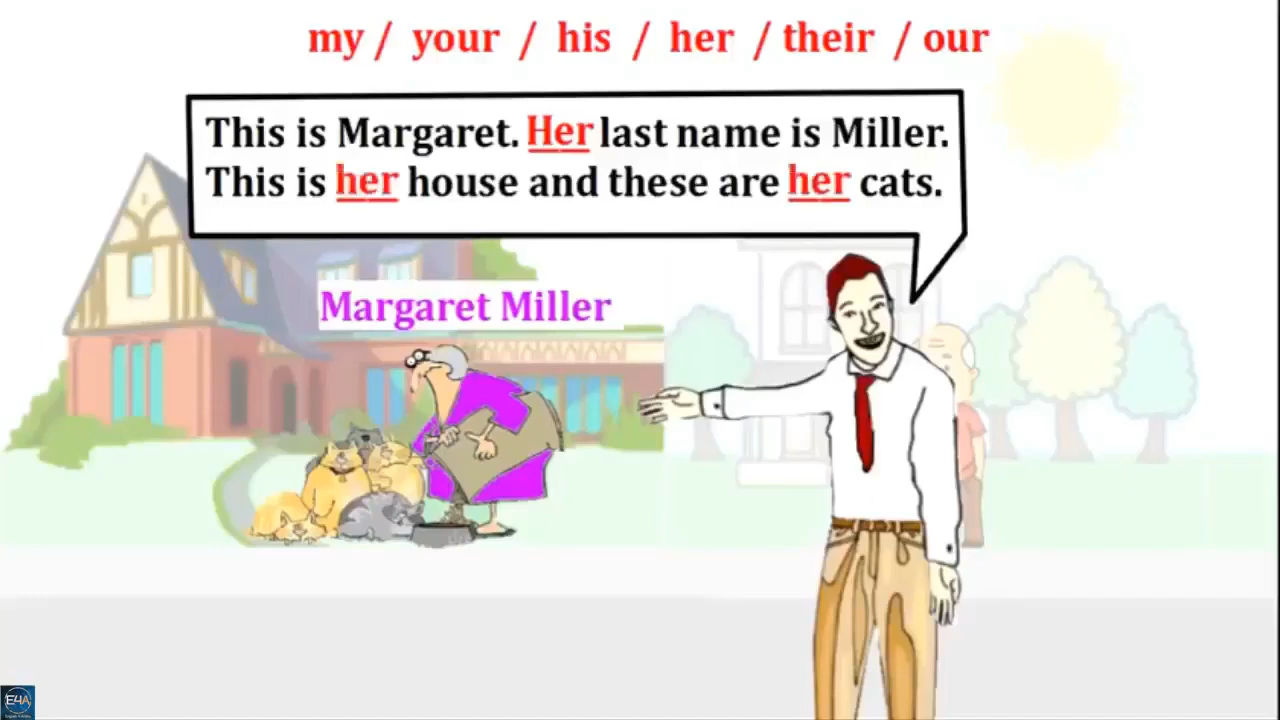 my / your / his / her / their / our
This is Margaret. Her last name is Miller.
This is her house and these are her cats.
Margaret Miller
E4A